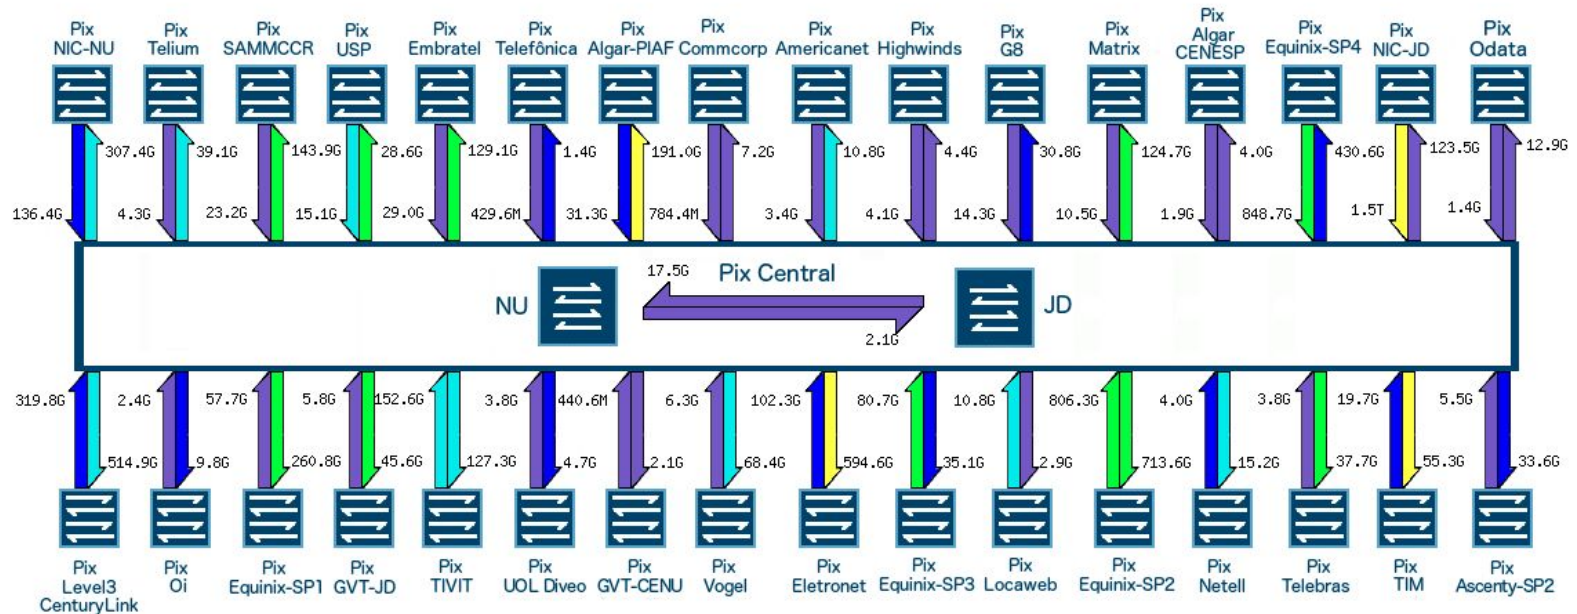 Pix
NIC-NU
Pix
Telium
Pix
SAMMCCR
Pix
USP
Pix
Embratel
Pix
Telefônica
Pix
Algar-PIAF
Pix
Commcorp
Pix
Americanet
Pix
Highwinds
Pix
G8
Pix
Matrix
Pix
Algar
CENESP
Pix
Equinix-SP4
Pix
NIC-JD
Pix
Odata
307.4G 39.1G 143.9G 28.6G 129.1G 1.4G 191.0G 7.2G 10.8G 4.4G 30.8G 124.7G 4.0G 430.6G 123.5G 12.9G
136.4G 4.3G 23.2G 15.1G 29.0G 429.6M 31.3G 784.4M 3.4G 4.1G 14.3G 10.5G 1.9G 848.7G 1.5T 1.4G
Pix Central
17.5G
NU
JD
2.1G
319.8G 2.4G 57.7G 5.8G 152.6G 3.8G 440.6M 6.3G 102.3G 80.7G 10.8G 806.3G 4.0G 3.8G 19.7G 5.5G
514.9G 9.8G 260.8G 45.6G 127.3G 4.7G 2.1G 68.4G 594.6G 35.1G 2.9G 713.6G 15.2G 37.7G 55.3G 33.6G
Pix
Level3
CenturyLink
Pix
Oi
Pix
Equinix-SP1
Pix
GVT-JD
Pix
TIVIT
Pix
UOL Diveo
Pix
GVT-CENU
Pix
Vogel
Pix
Eletronet
Pix
Equinix-SP3
Pix
Locaweb
Pix
Equinix-SP2
Pix
Netell
Pix
Telebras
Pix
TIM
Pix
Ascenty-SP2